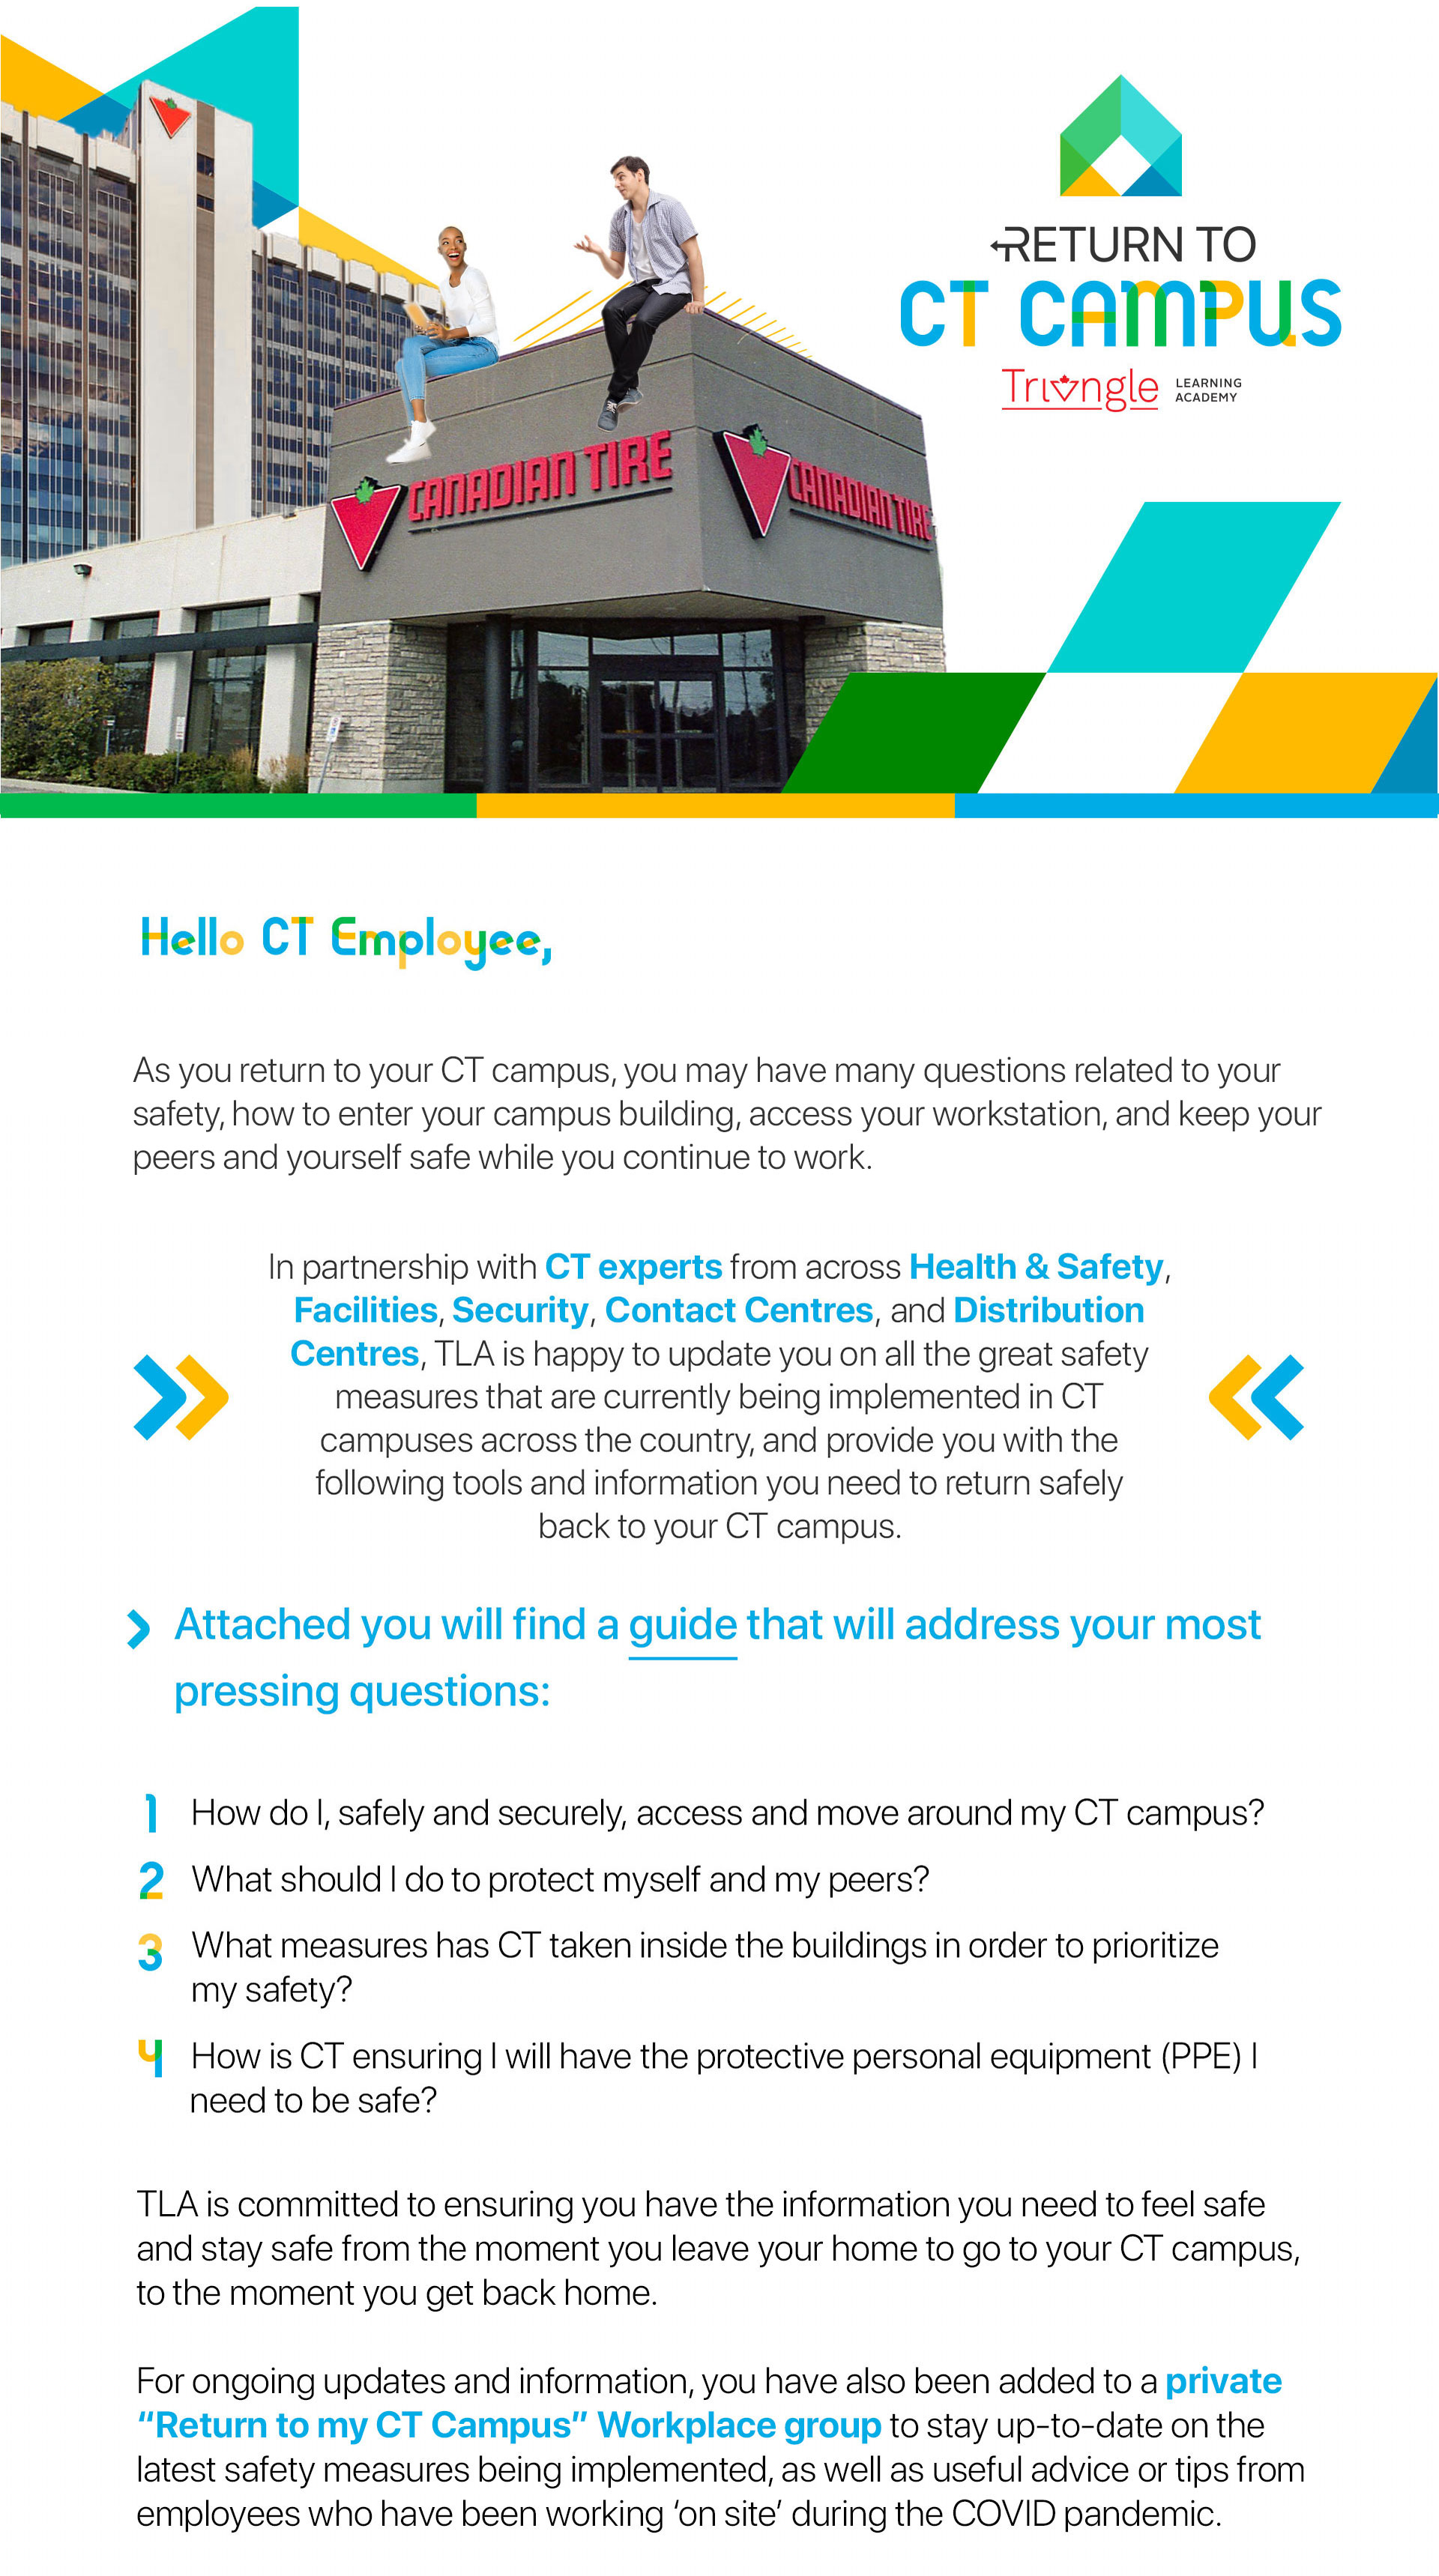 RETURN TO
CT CAMPUS
Triangle LEARNING
ACADEMY
CANADIAN TIRE
CANADIAN TIRE
Hello CT Employee,
As you return to your CT campus, you may have many questions related to your
safety, how to enter your campus building, access your workstation, and keep your
peers and yourself safe while you continue to work.
In partnership with CT experts from across Health & Safety,
Facilities, Security, Contact Centres, and Distribution
Centres, TLA is happy to update you on all the great safety
measures that are currently being implemented in CT
campuses across the country, and provide you with the
following tools and information you need to return safely
back to your CT campus.
Attached you will find a guide that will address your most
pressing questions:
1 How do I, safely and securely, access and move around my CT campus?
2 What should I do to protect myself and my peers?
3 What measures has CT taken inside the buildings in order to prioritize
my safety?
4 How is CT ensuring I will have the protective personal equipment (PPE) I
need to be safe?
TLA is committed to ensuring you have the information you need to feel safe
and stay safe from the moment you leave your home to go to your CT campus,
to the moment you get back home.
For ongoing updates and information, you have also been added to a private
“Return to my CT Campus” Workplace group to stay up-to-date on the
latest safety measures being implemented, as well as useful advice or tips from
employees who have been working ‘on site’ during the COVID pandemic.